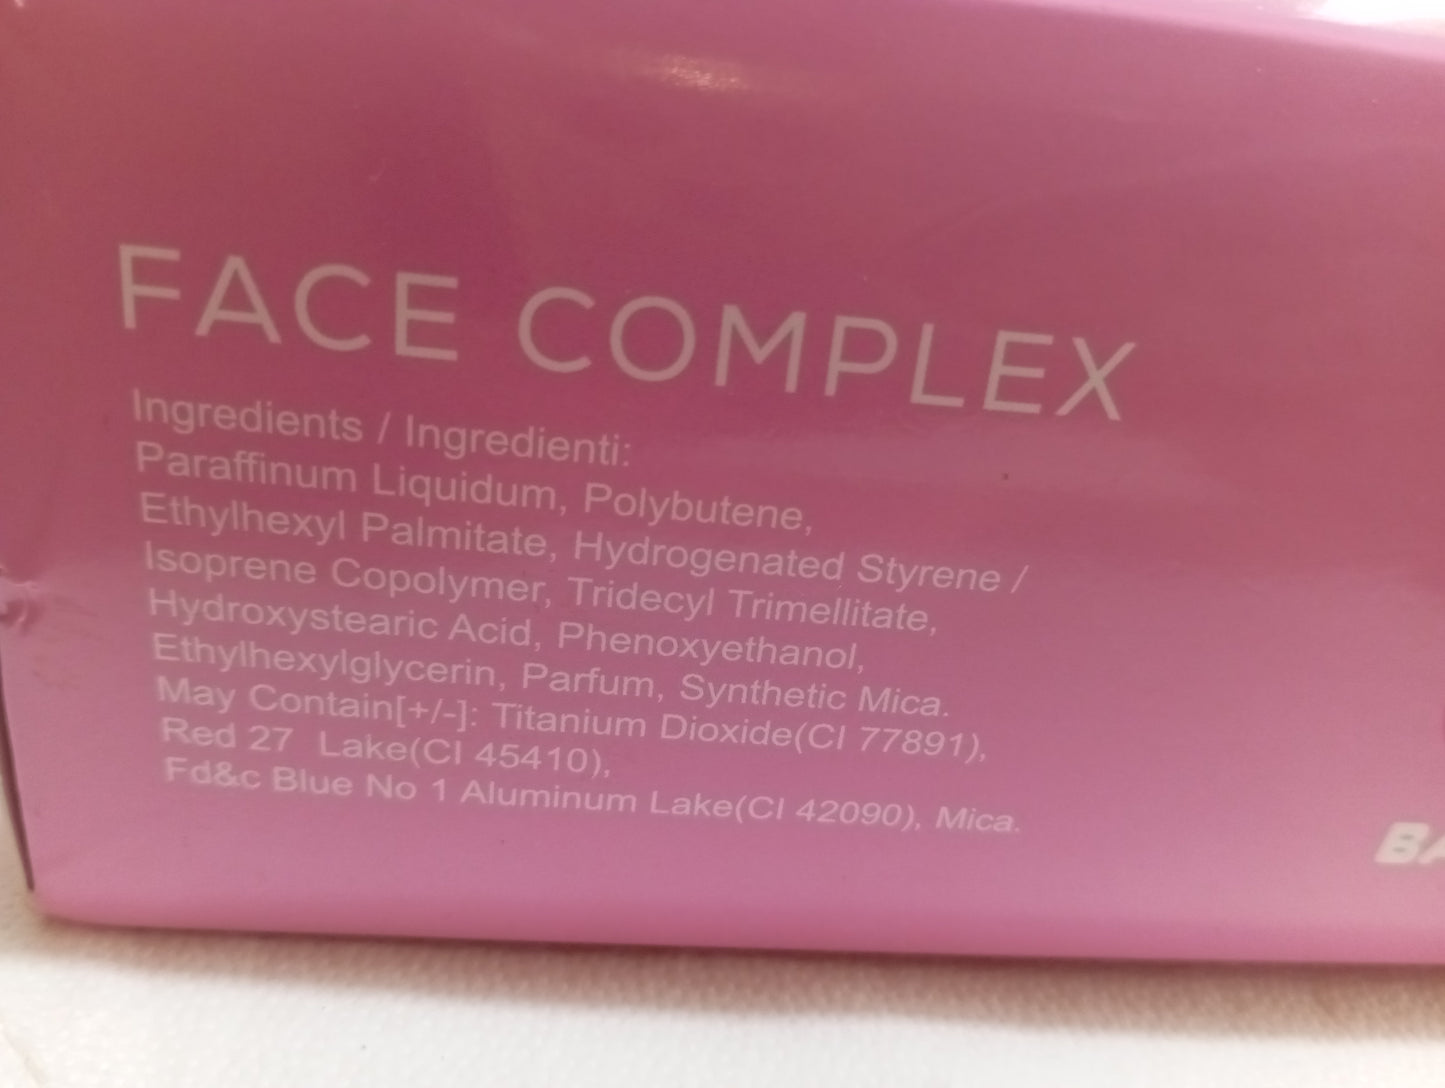 FACE COMPLEX
Ingredients / Ingredienti:
Paraffinum Liquidum, Polybutene,
Ethylhexyl Palmitate, Hydrogenated Styrene /
Isoprene Copolymer, Tridecyl Trimellitate,
Hydroxystearic Acid, Phenoxyethanol,
Ethylhexylglycerin, Parfum, Synthetic Mica.
May Contain[+/-]: Titanium Dioxide(CI 77891),
Red 27 Lake(CI 45410),
Fd&c Blue No 1 Aluminum Lake(CI 42090), Mica.